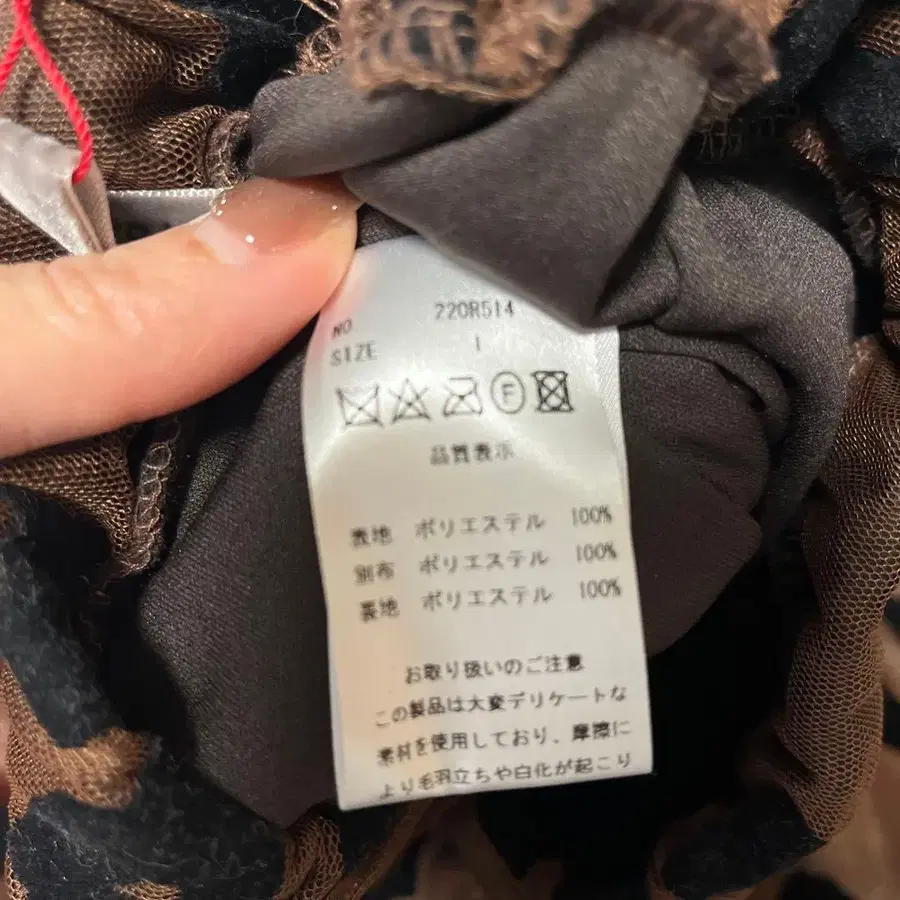 NO 220R514
SIZE 1
F
品質表示
表地 ポリエステル 100%
別布 ポリエステル 100%
裏地 ポリエステル 100%
お取り扱いのご注意
この製品は大変デリケートな
素材を使用しており、摩擦に
より毛羽立ちや白化が起こり